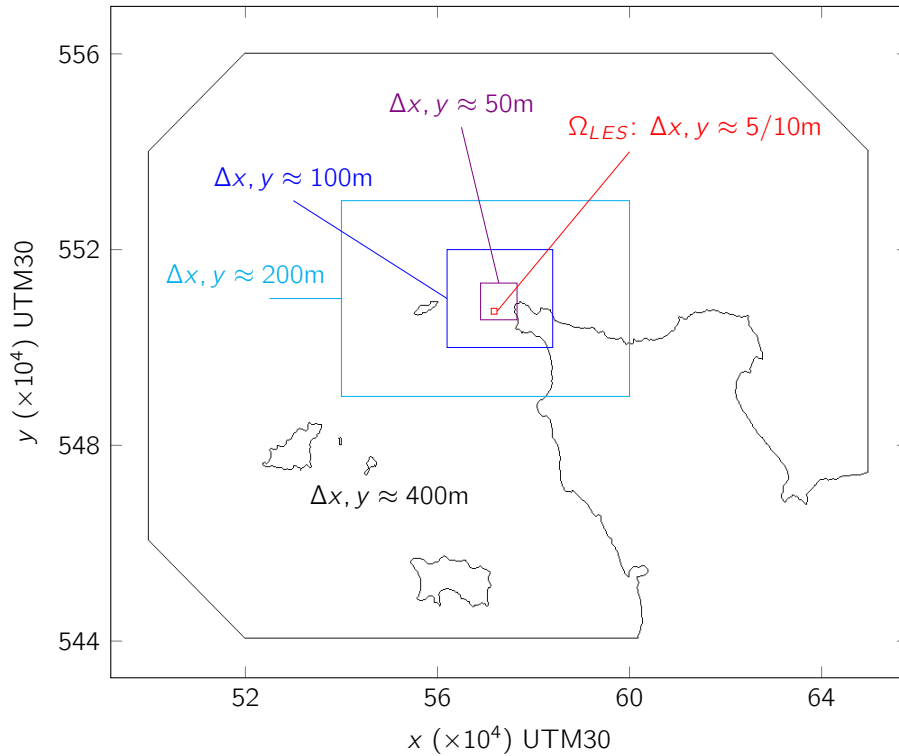 556
552
548
544
y (×10⁴) UTM30
Δx, y ≈ 50m
Ω_LES: Δx, y ≈ 5/10m
Δx, y ≈ 100m
Δx, y ≈ 200m
Δx, y ≈ 400m
52
56
60
64
x (×10⁴) UTM30